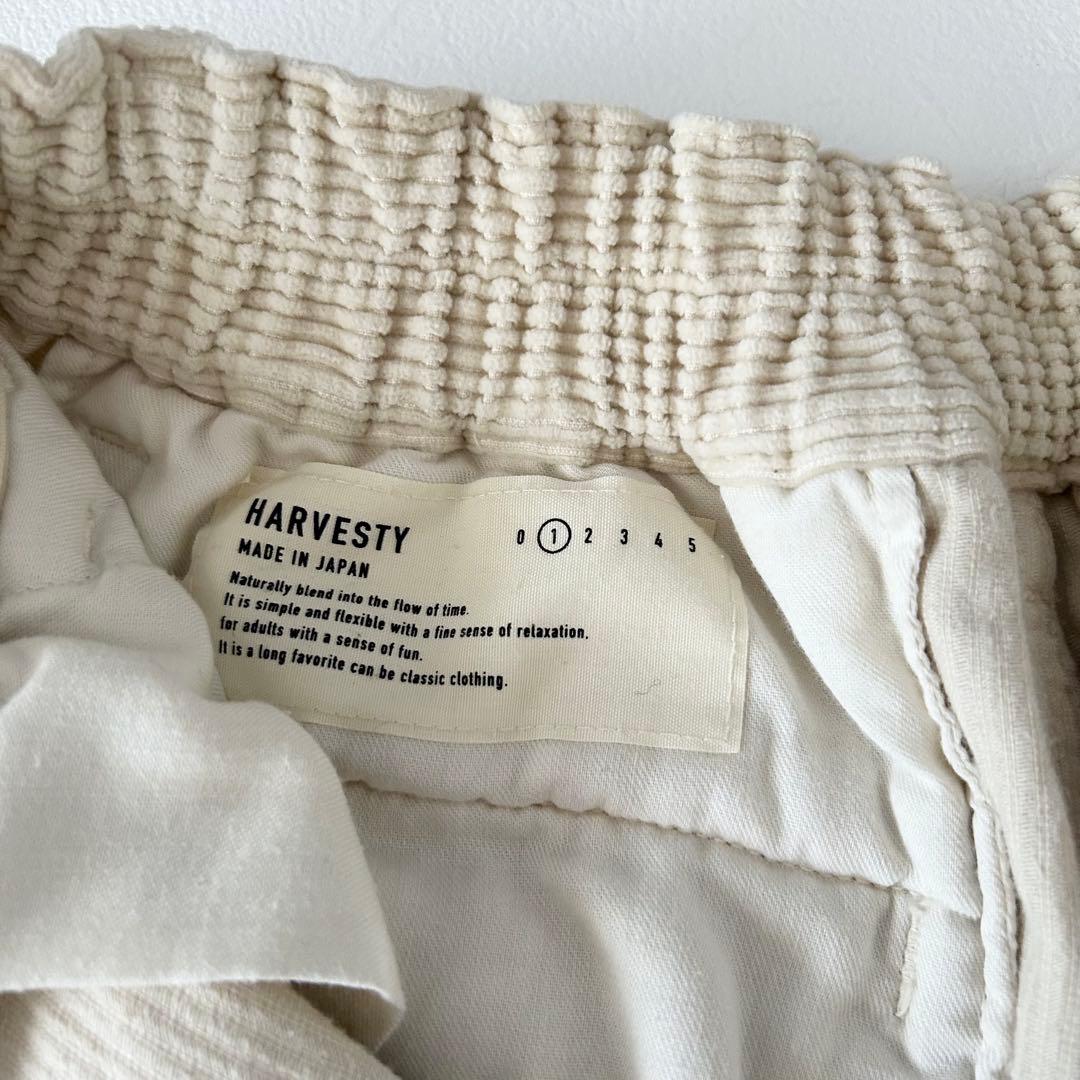 HARVESTY
0 1 2 3 4 5
MADE IN JAPAN
Naturally blend into the flow of time.
It is simple and flexible with a fine sense of relaxation.
for adults with a sense of fun.
It is a long favorite can be classic clothing.